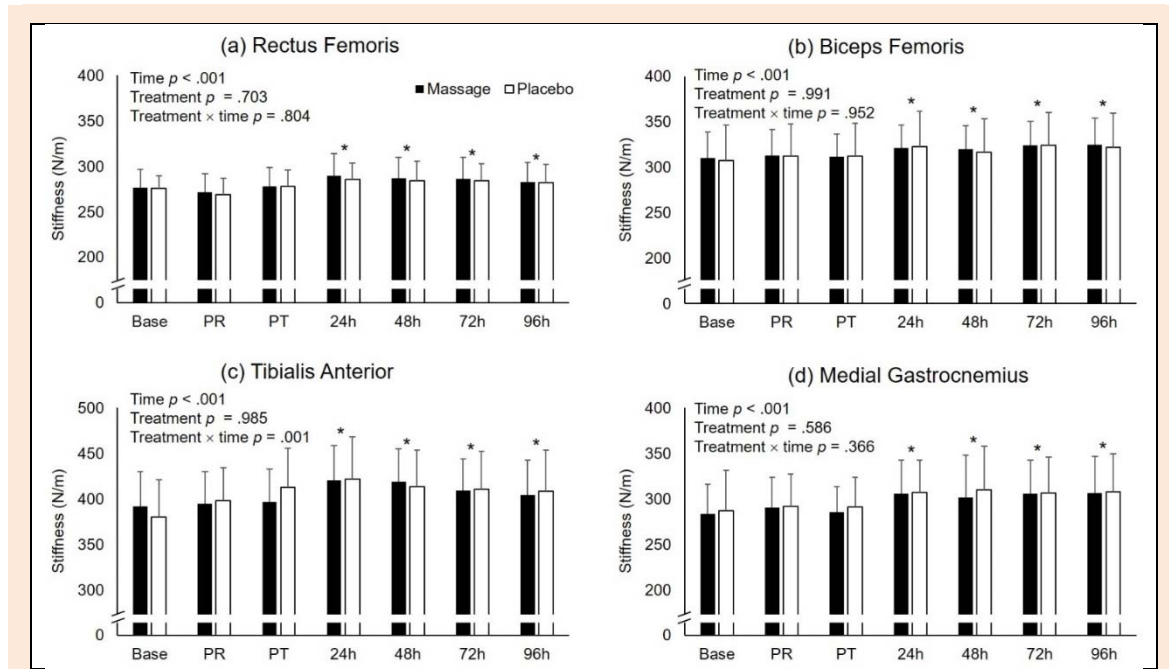 (a) Rectus Femoris
400
350
300
250
200
0
Stiffness (N/m)
Time p < .001
Treatment p = .703
Treatment × time p = .804
Massage Placebo
* * * *
Base PR PT 24h 48h 72h 96h
(b) Biceps Femoris
400
350
300
250
200
0
Stiffness (N/m)
Time p < .001
Treatment p = .991
Treatment × time p = .952
* * * *
Base PR PT 24h 48h 72h 96h
(c) Tibialis Anterior
500
450
400
350
300
0
Stiffness (N/m)
Time p < .001
Treatment p = .985
Treatment × time p = .001
* * * *
Base PR PT 24h 48h 72h 96h
(d) Medial Gastrocnemius
400
350
300
250
200
0
Stiffness (N/m)
Time p < .001
Treatment p = .586
Treatment × time p = .366
* * * *
Base PR PT 24h 48h 72h 96h